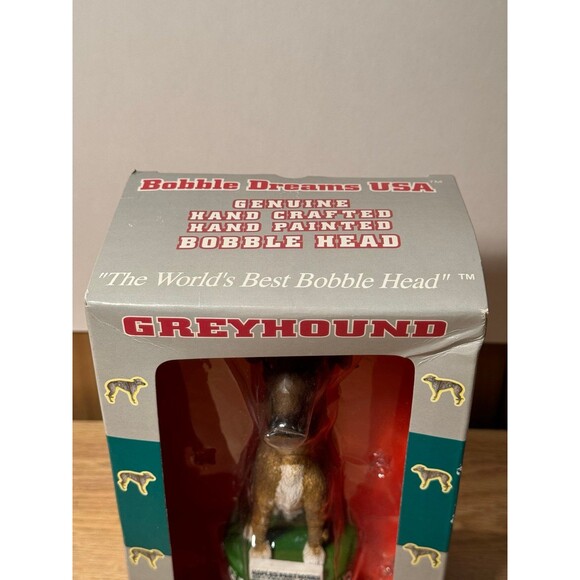 Bobble Dreams USA™
GENUINE
HAND CRAFTED
HAND PAINTED
BOBBLE HEAD
"The World's Best Bobble Head" ™
GREYHOUND